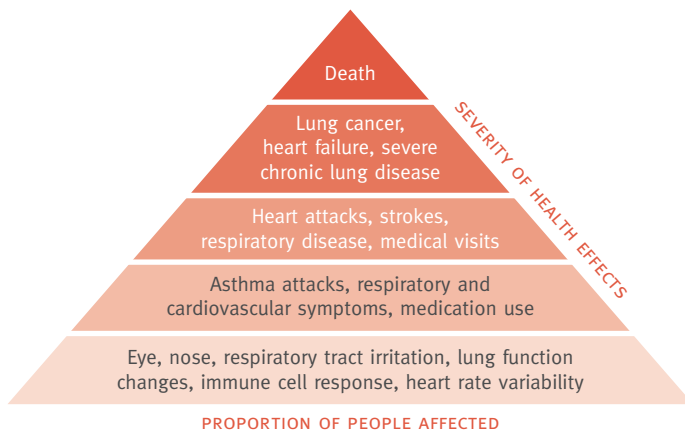 Death
Lung cancer,
heart failure, severe
chronic lung disease
SEVERITY OF HEALTH EFFECTS
Heart attacks, strokes,
respiratory disease, medical visits
Asthma attacks, respiratory and
cardiovascular symptoms, medication use
Eye, nose, respiratory tract irritation, lung function
changes, immune cell response, heart rate variability
PROPORTION OF PEOPLE AFFECTED